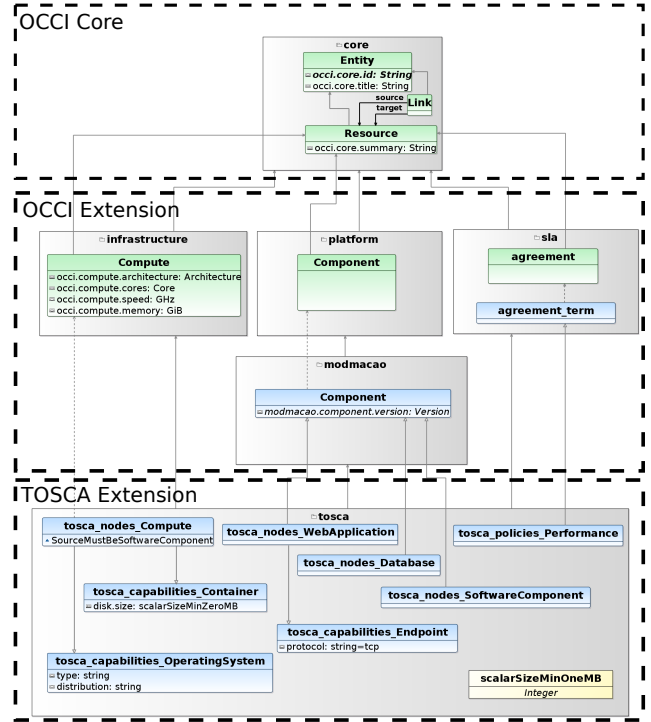 OCCI Core
core
Entity
occi.core.id: String
occi.core.title: String
Link
source
target
Resource
occi.core.summary: String
OCCI Extension
infrastructure
platform
sla
Compute
occi.compute.architecture: Architecture
occi.compute.cores: Core
occi.compute.speed: GHz
occi.compute.memory: GiB
Component
agreement
agreement_term
modmacao
Component
modmacao.component.version: Version
TOSCA Extension
tosca
tosca_nodes_Compute
SourceMustBeSoftwareComponent
tosca_nodes_WebApplication
tosca_policies_Performance
tosca_nodes_Database
tosca_capabilities_Container
disk.size: scalarSizeMinZeroMB
tosca_nodes_SoftwareComponent
tosca_capabilities_Endpoint
protocol: string=tcp
tosca_capabilities_OperatingSystem
type: string
distribution: string
scalarSizeMinOneMB
Integer